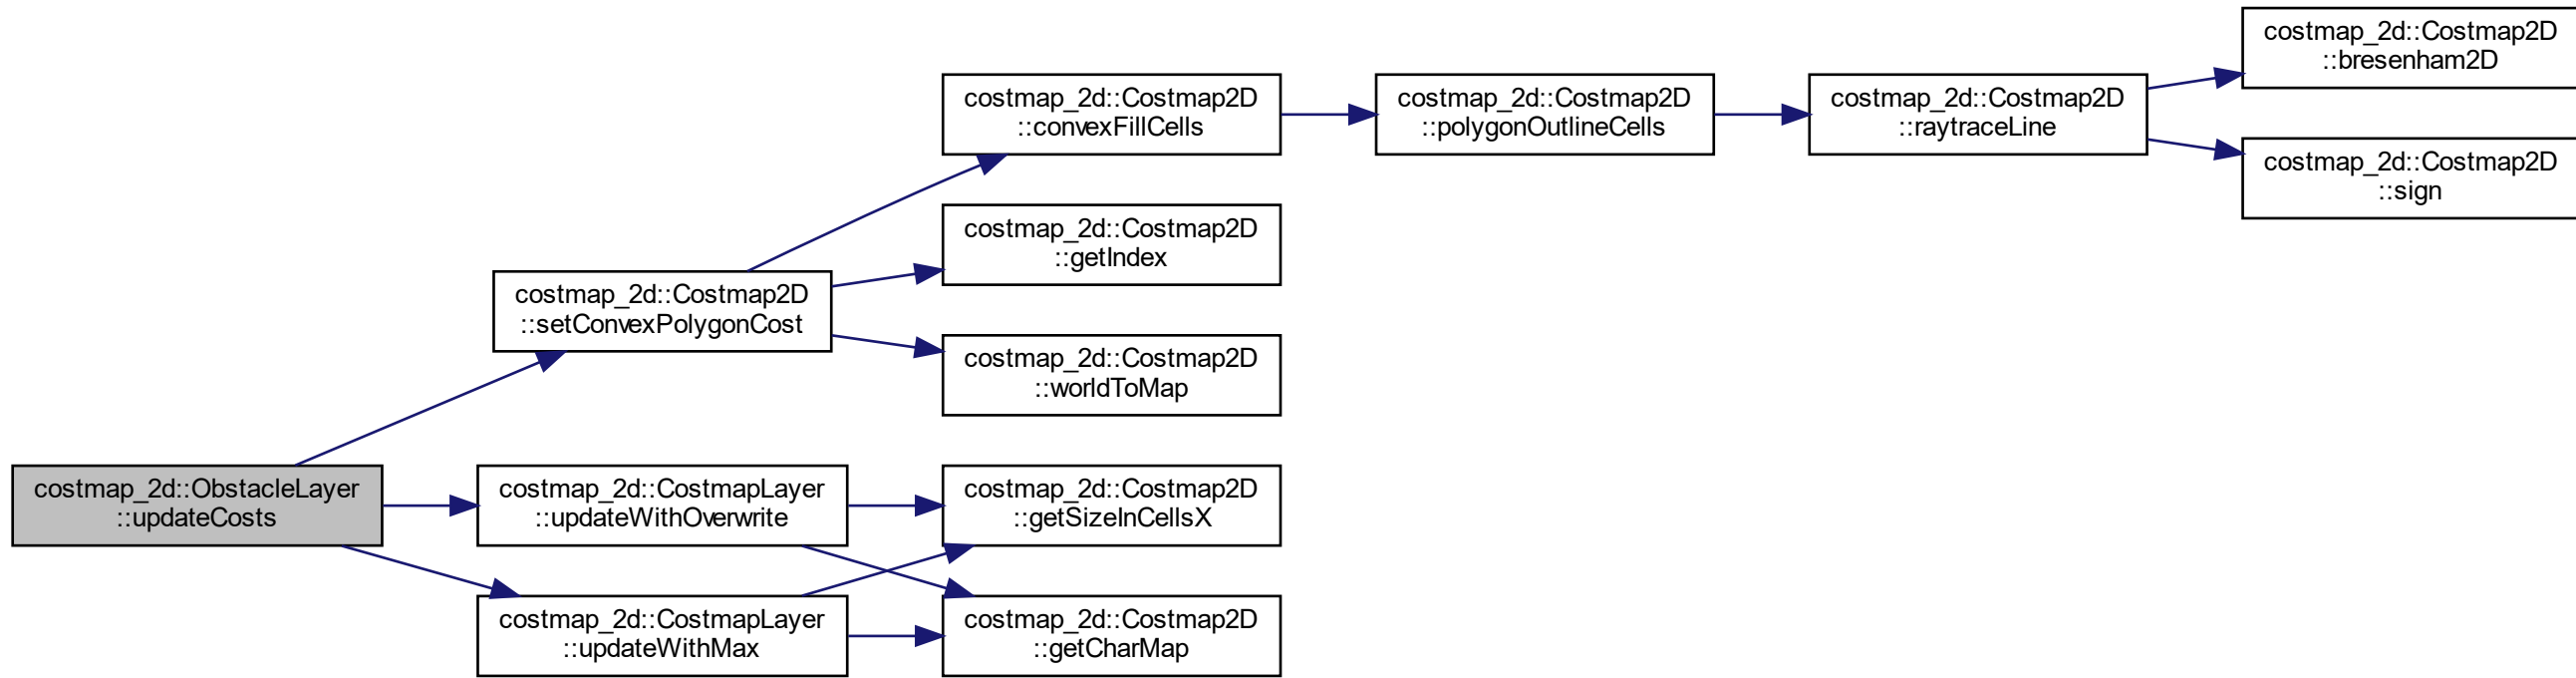 costmap_2d::ObstacleLayer
::updateCosts
costmap_2d::Costmap2D
::setConvexPolygonCost
costmap_2d::CostmapLayer
::updateWithOverwrite
costmap_2d::CostmapLayer
::updateWithMax
costmap_2d::Costmap2D
::convexFillCells
costmap_2d::Costmap2D
::getIndex
costmap_2d::Costmap2D
::worldToMap
costmap_2d::Costmap2D
::getSizeInCellsX
costmap_2d::Costmap2D
::getCharMap
costmap_2d::Costmap2D
::polygonOutlineCells
costmap_2d::Costmap2D
::raytraceLine
costmap_2d::Costmap2D
::bresenham2D
costmap_2d::Costmap2D
::sign